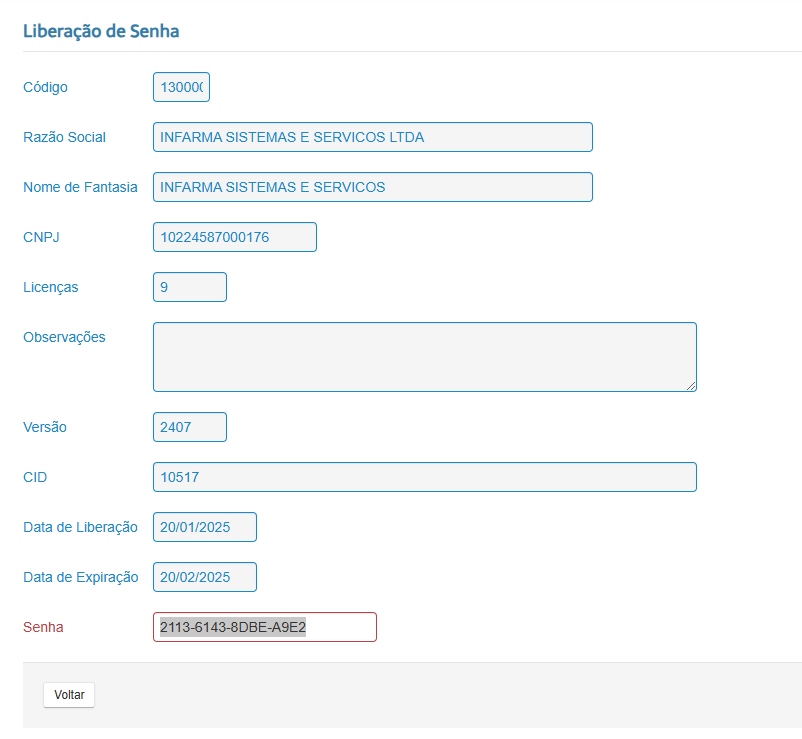 Liberação de Senha
Código 13000
Razão Social INFARMA SISTEMAS E SERVICOS LTDA
Nome de Fantasia INFARMA SISTEMAS E SERVICOS
CNPJ 10224587000176
Licenças 9
Observações
Versão 2407
CID 10517
Data de Liberação 20/01/2025
Data de Expiração 20/02/2025
Senha 2113-6143-8DBE-A9E2
Voltar